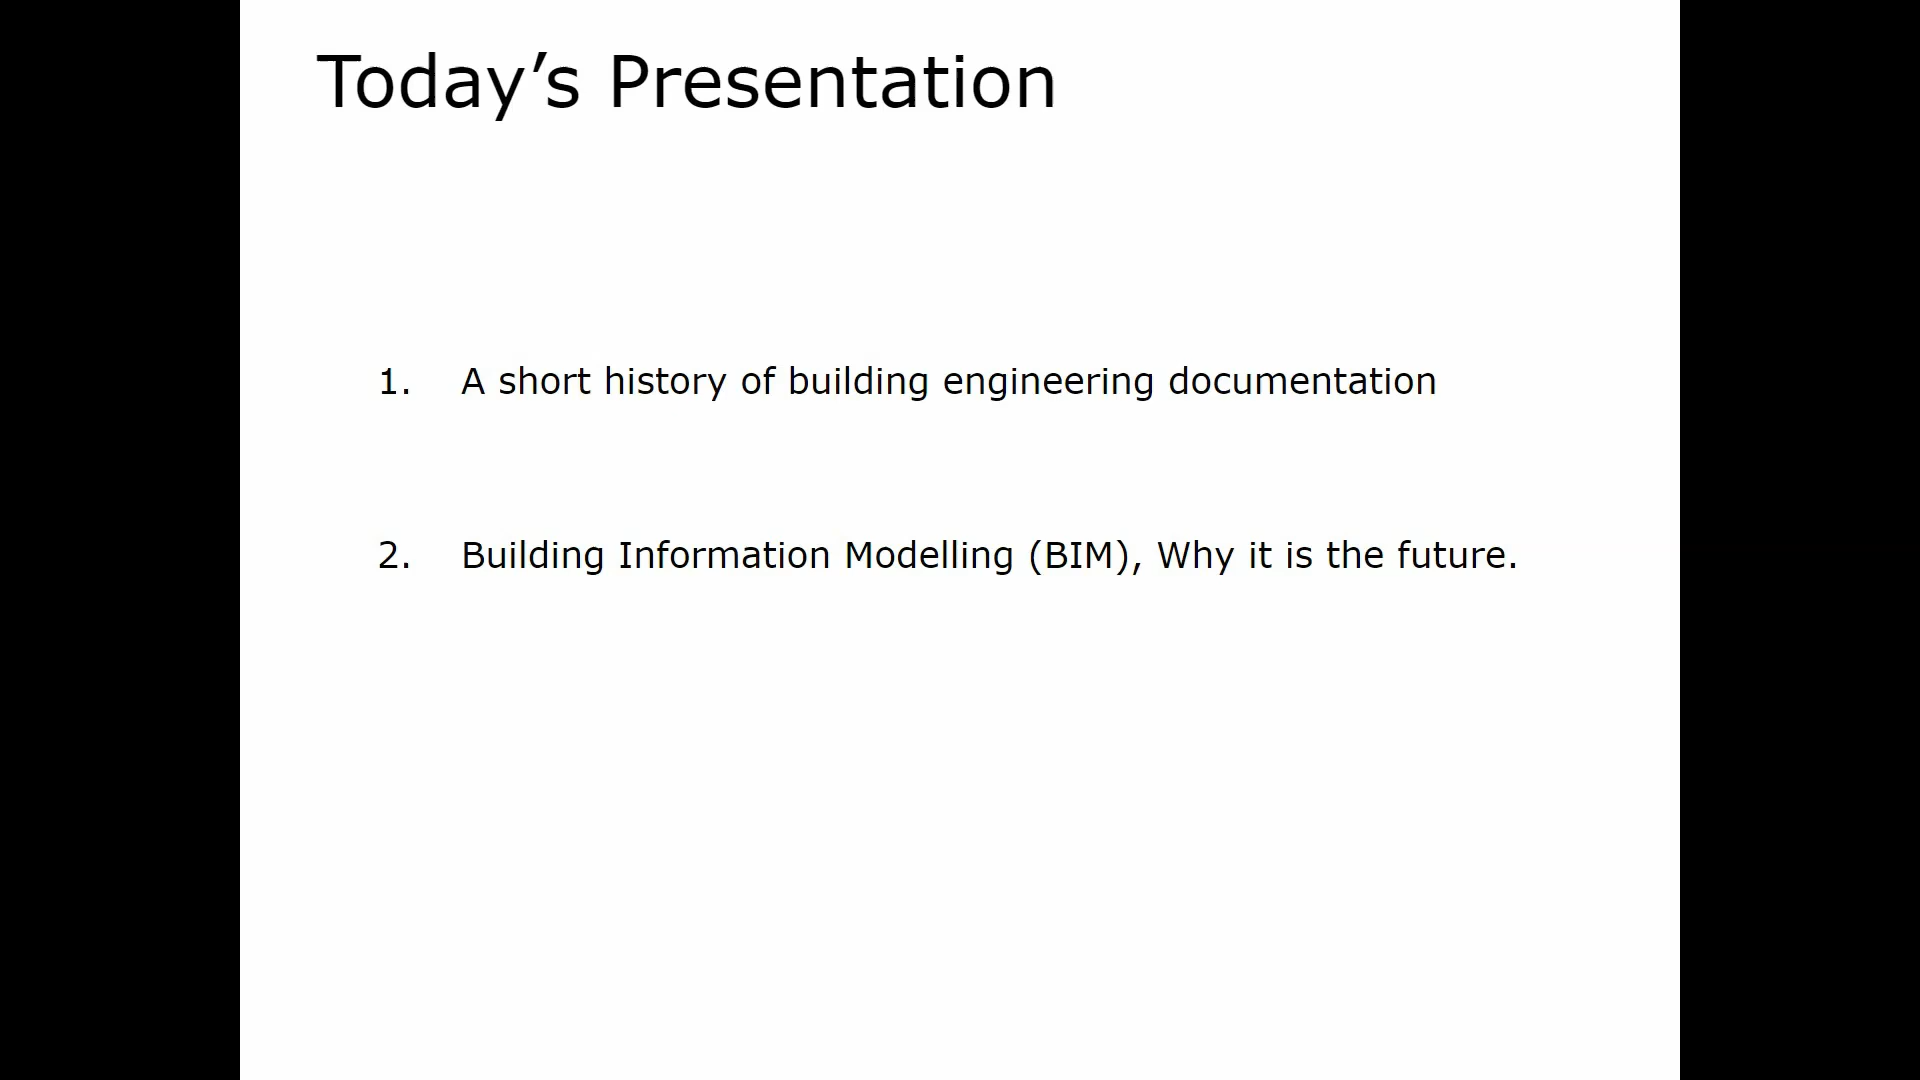 Today’s Presentation
1. A short history of building engineering documentation
2. Building Information Modelling (BIM), Why it is the future.